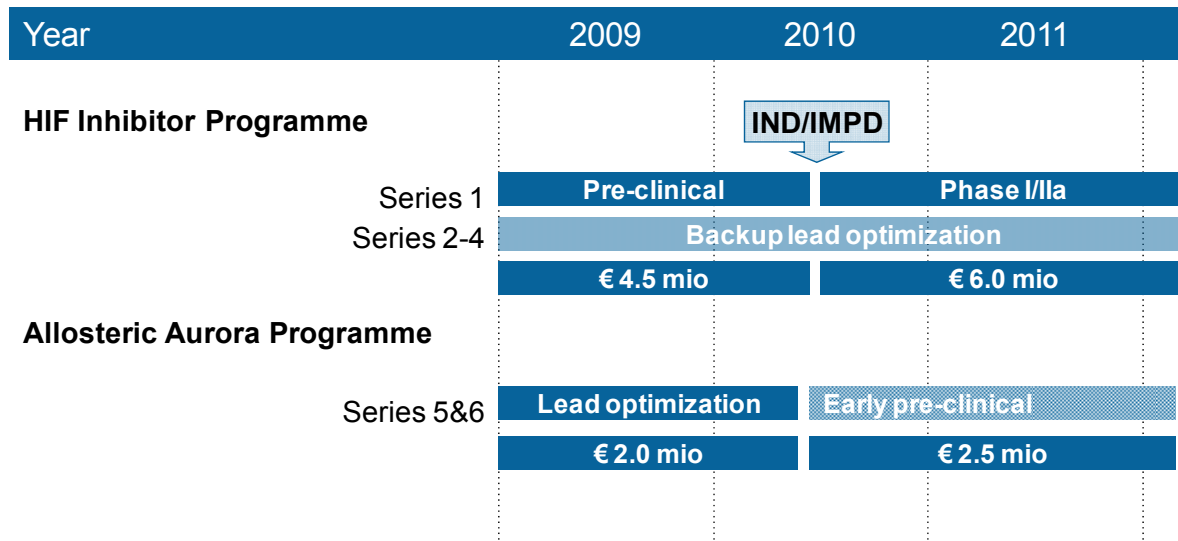 Year 2009 2010 2011
HIF Inhibitor Programme
IND/IMPD
Series 1 Pre-clinical Phase I/IIa
Series 2-4 Backup lead optimization
€ 4.5 mio € 6.0 mio
Allosteric Aurora Programme
Series 5&6 Lead optimization Early pre-clinical
€ 2.0 mio € 2.5 mio